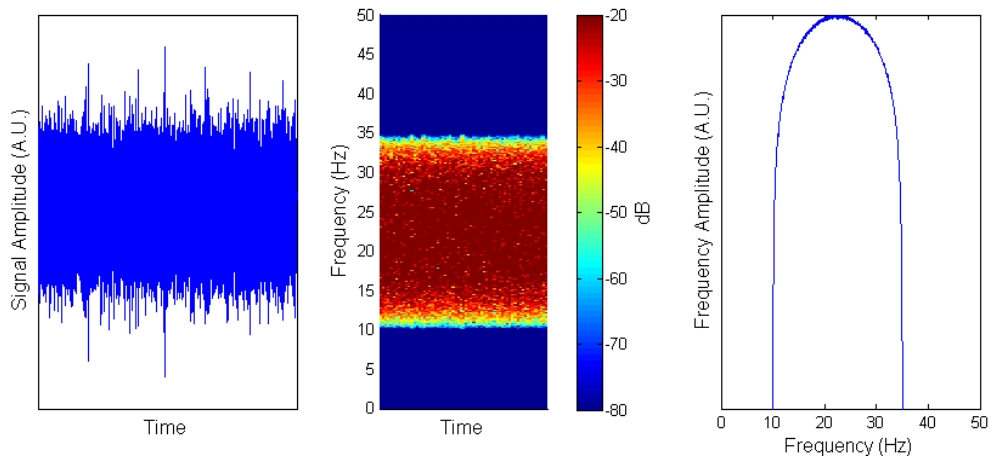 Signal Amplitude (A.U.)
Time
Frequency (Hz)
50
45
40
35
30
25
20
15
10
5
0
Time
-20
-30
-40
-50
-60
-70
-80
dB
Frequency Amplitude (A.U.)
0 10 20 30 40 50
Frequency (Hz)